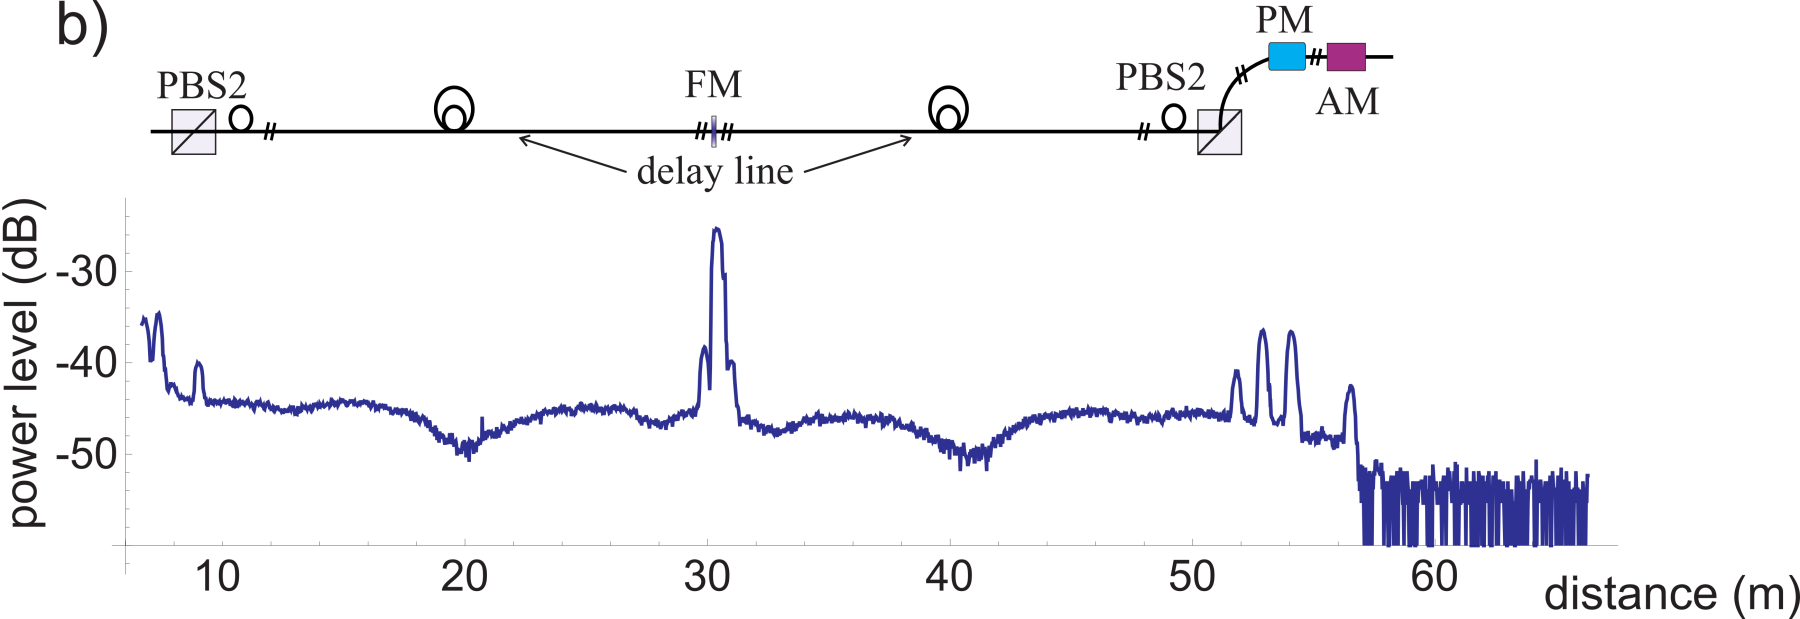 b)
PM
PBS2
FM
PBS2
AM
delay line
power level (dB)
-30
-40
-50
10 20 30 40 50 60
distance (m)